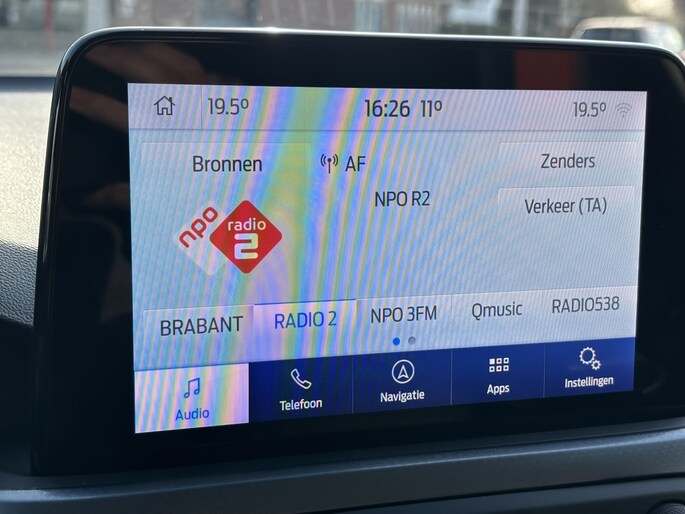 19.5° 16:26 11° 19.5°
Bronnen AF Zenders
NPO R2
Verkeer (TA)
npo radio 2
BRABANT RADIO 2 NPO 3FM Qmusic RADIO538
Audio Telefoon Navigatie Apps Instellingen